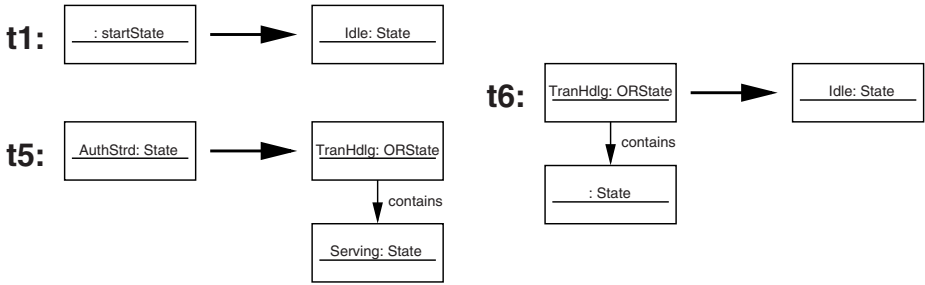 t1:
: startState
Idle: State
t5:
AuthStrd: State
TranHdlg: ORState
contains
Serving: State
t6:
TranHdlg: ORState
Idle: State
contains
: State